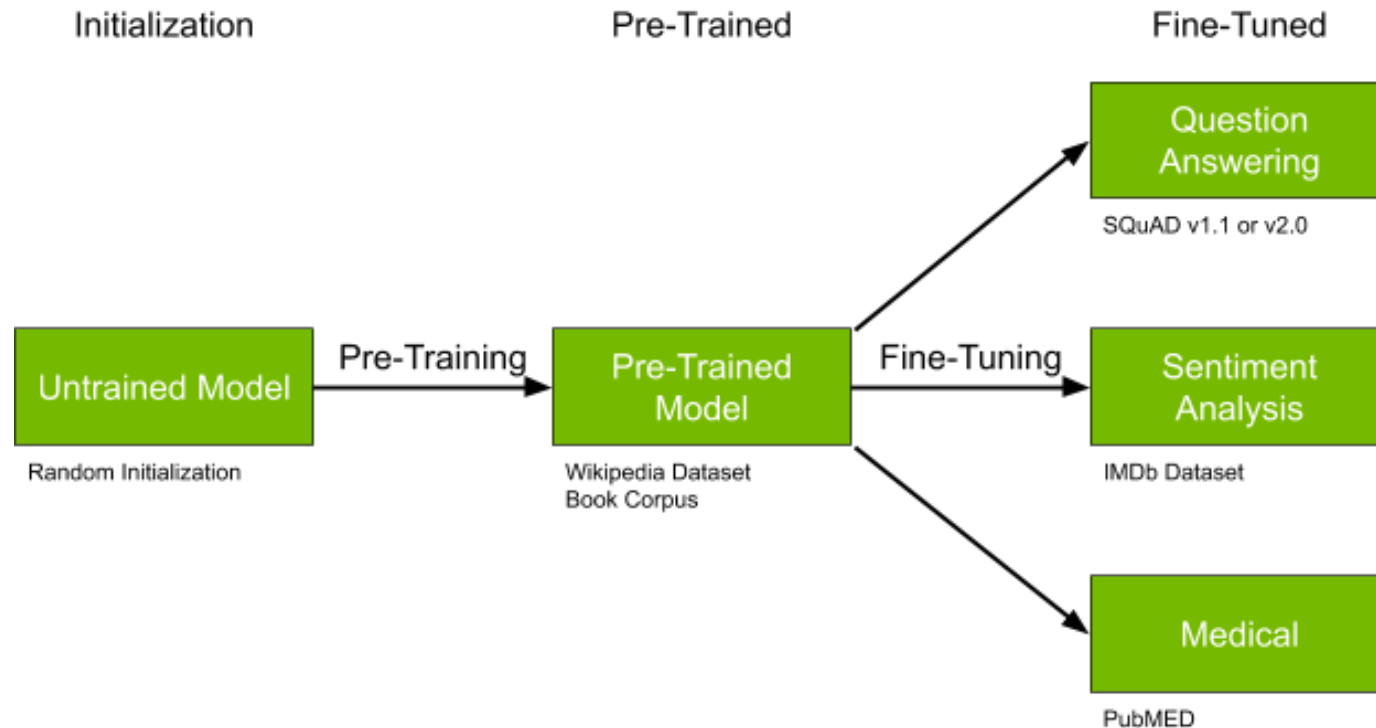 Initialization
Pre-Trained
Fine-Tuned
Question
Answering
SQuAD v1.1 or v2.0
Untrained Model
Random Initialization
Pre-Training
Pre-Trained
Model
Wikipedia Dataset
Book Corpus
Fine-Tuning
Sentiment
Analysis
IMDb Dataset
Medical
PubMED